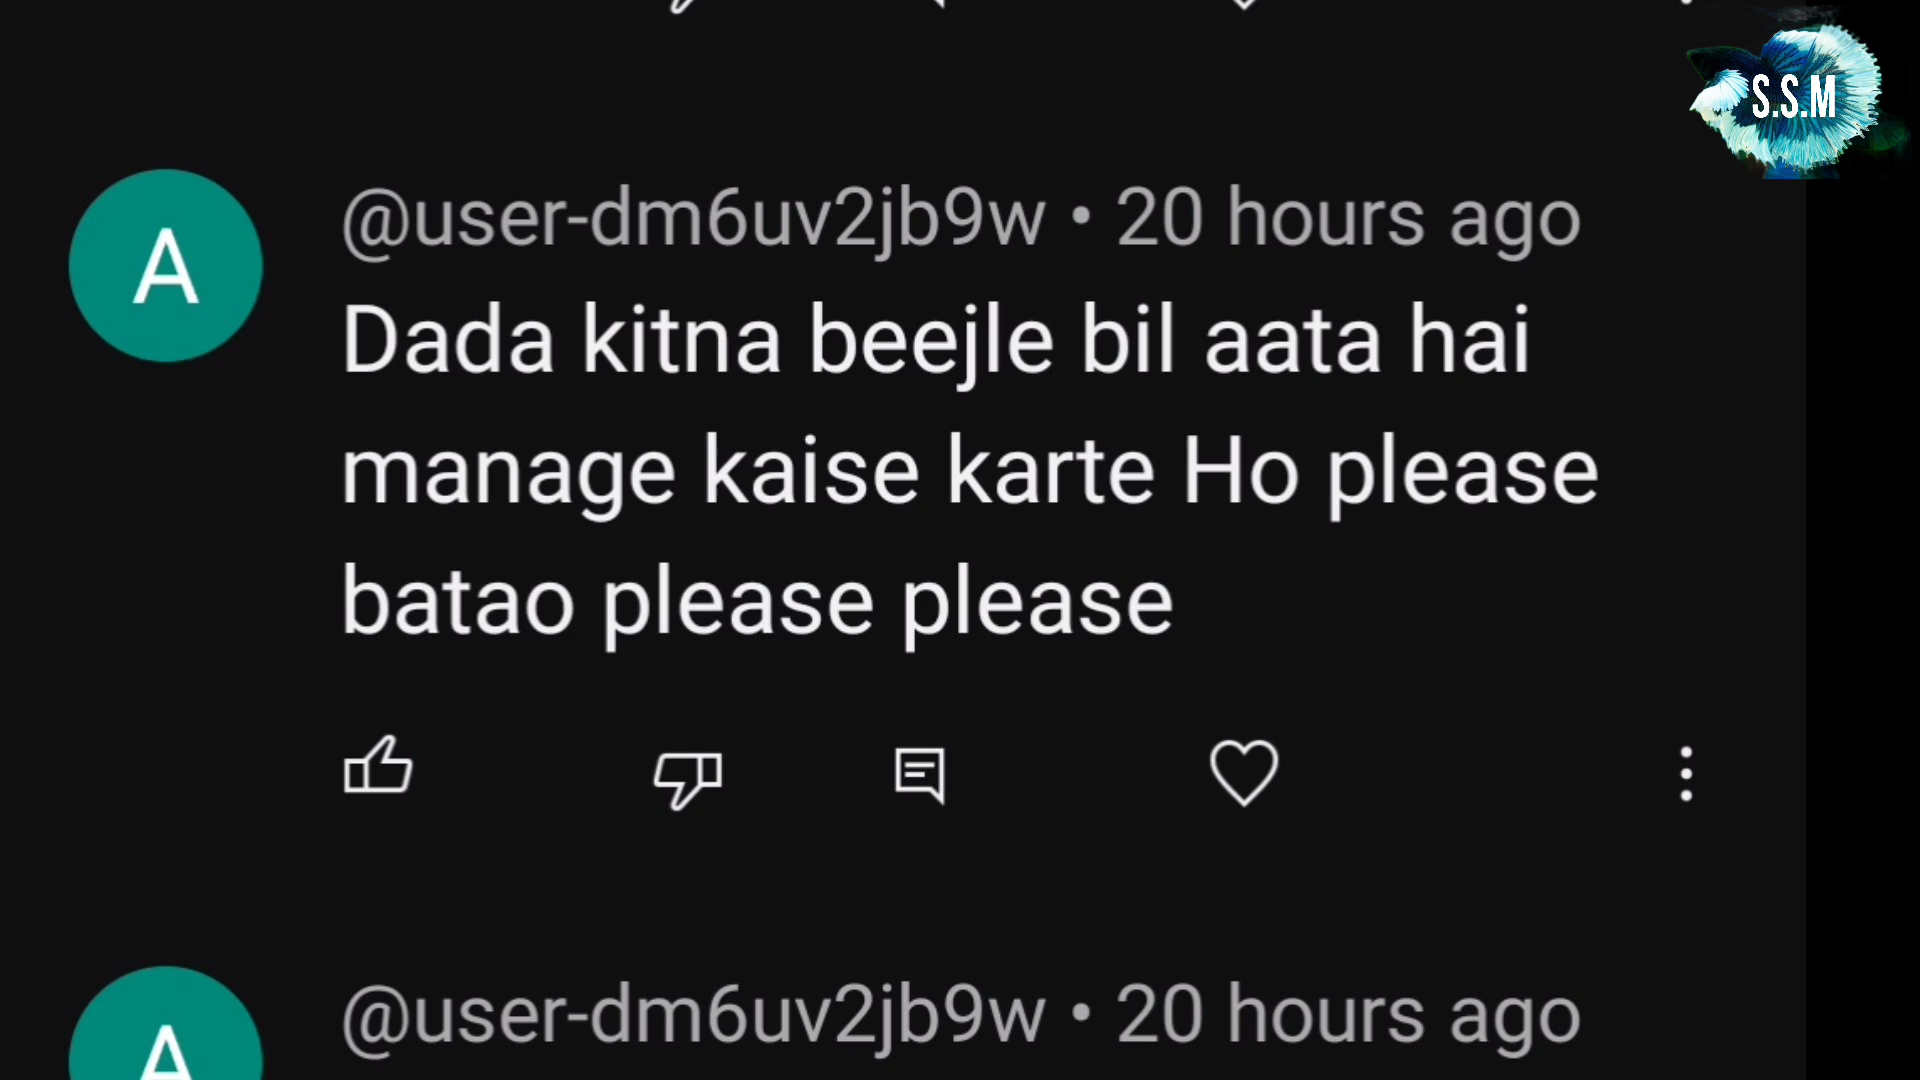 S.S.M
@user-dm6uv2jb9w • 20 hours ago
A
Dada kitna beejle bil aata hai
manage kaise karte Ho please
batao please please
@user-dm6uv2jb9w • 20 hours ago
A